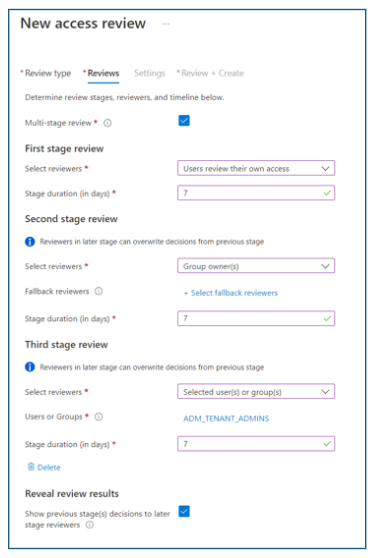 New access review ...
* Review type * Reviews Settings * Review + Create
Determine review stages, reviewers, and timeline below.
Multi-stage review *
First stage review
Select reviewers * Users review their own access
Stage duration (in days) * 7
Second stage review
Reviewers in later stage can overwrite decisions from previous stage
Select reviewers * Group owner(s)
Fallback reviewers + Select fallback reviewers
Stage duration (in days) * 7
Third stage review
Reviewers in later stage can overwrite decisions from previous stage
Select reviewers * Selected user(s) or group(s)
Users or Groups * ADM_TENANT_ADMINS
Stage duration (in days) * 7
Delete
Reveal review results
Show previous stage(s) decisions to later
stage reviewers